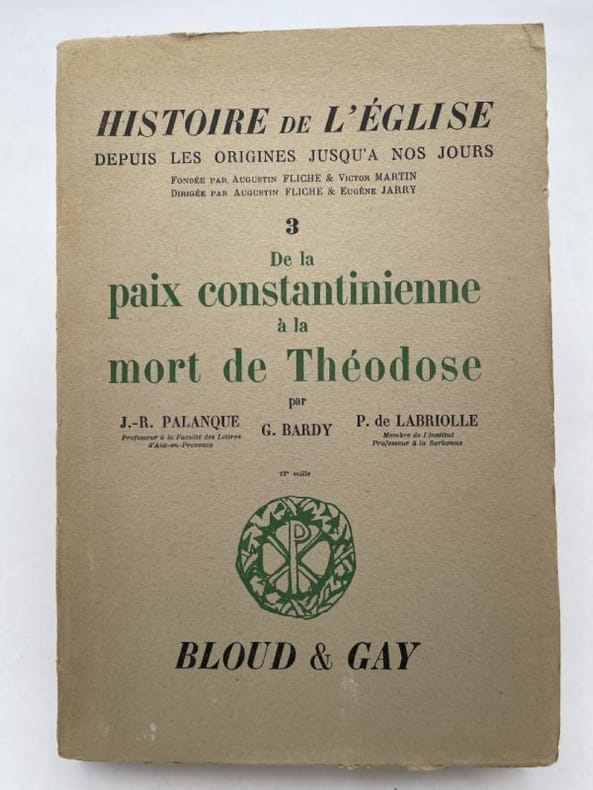 HISTOIRE DE L'ÉGLISE
DEPUIS LES ORIGINES JUSQU'A NOS JOURS
Fondée par Augustin FLICHE & Victor MARTIN
Dirigée par Augustin FLICHE & Eugène JARRY
3
De la
paix constantinienne
à la
mort de Théodose
par
J.-R. PALANQUE
Professeur à la Faculté des Lettres
d'Aix-en-Provence
G. BARDY
P. de LABRIOLLE
Membre de l'Institut
Professeur à la Sorbonne
12e mille
BLOUD & GAY